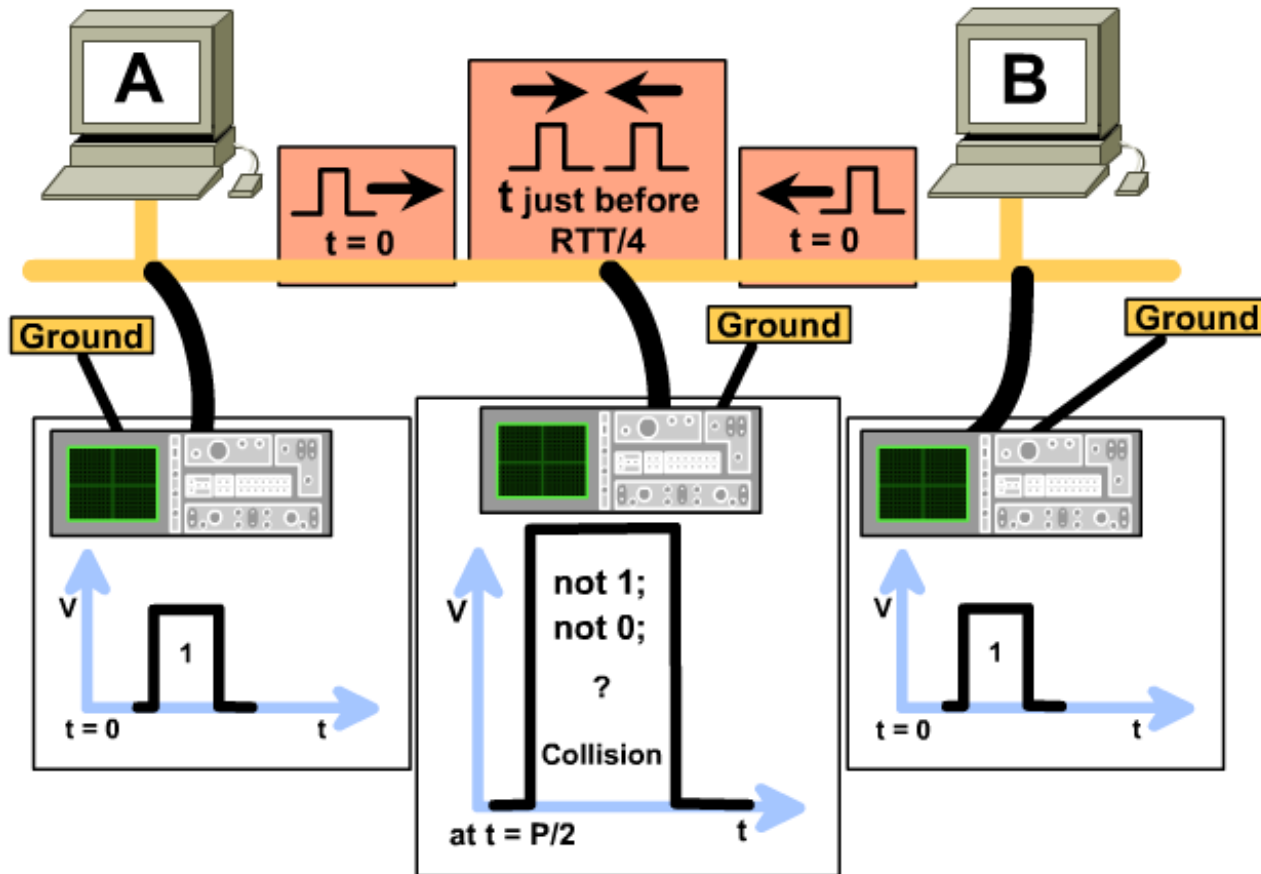 A
B
t just before
RTT/4
t = 0
t = 0
Ground
Ground
Ground
V
1
t = 0
t
V
not 1;
not 0;
?
Collision
at t = P/2
t
V
1
t = 0
t